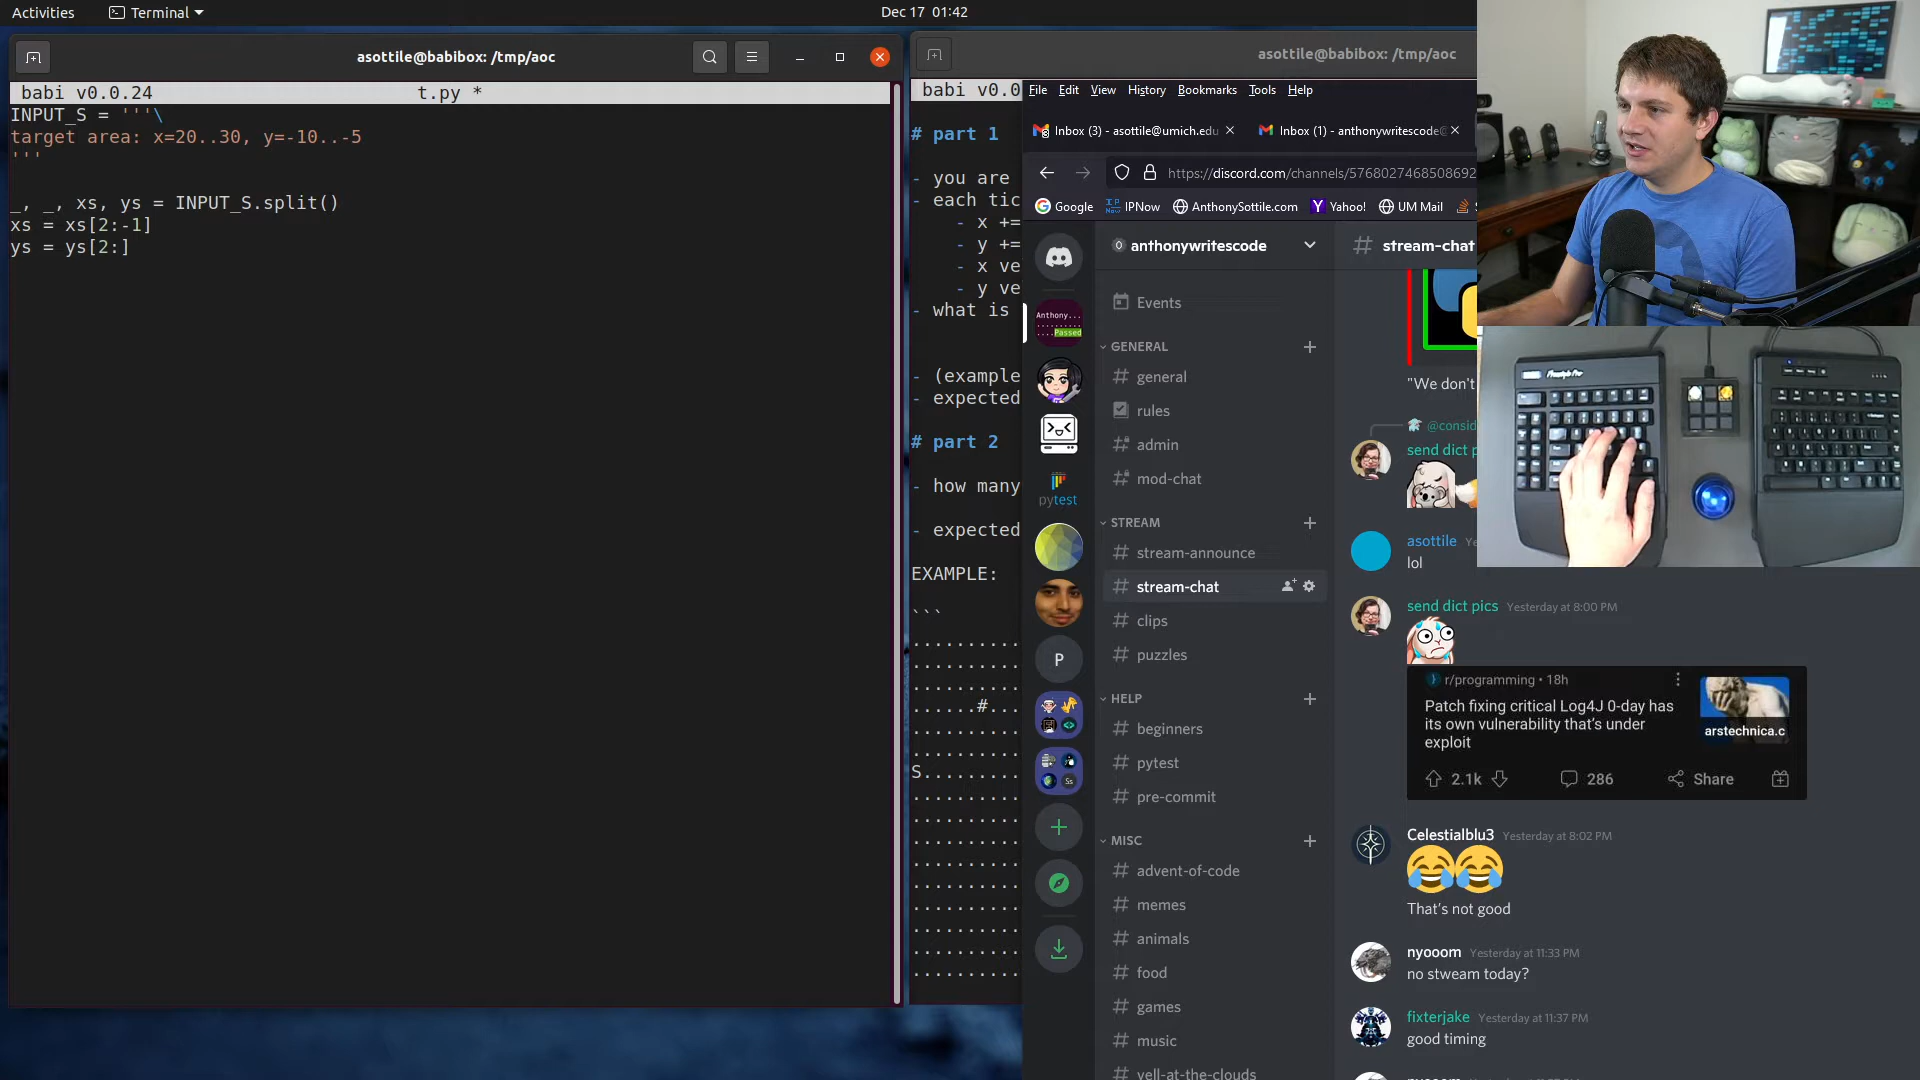 Activities
Terminal
Dec 17 01:42
asottile@babibox: /tmp/aoc
babi v0.0.24
t.py *
INPUT_S = '''\
target area: x=20..30, y=-10..-5
'''
_, _, xs, ys = INPUT_S.split()
xs = xs[2:-1]
ys = ys[2:]
asottile@babibox: /tmp/aoc
babi v0.0
# part 1
- you are
- each tic
- x +=
- y +=
- x ve
- y ve
- what is
- (example
- expected
# part 2
- how many
- expected
EXAMPLE:
```
...........
...........
...........
......#...
...........
...........
S.........
...........
...........
...........
...........
...........
...........
...........
...........
...........
File Edit View History Bookmarks Tools Help
Inbox (3) - asottile@umich.edu
Inbox (1) - anthonywritescode@
https://discord.com/channels/5768027468508692
Google
IPNow
AnthonySottile.com
Yahoo!
UM Mail
Anthony...
....Passed
pytest
P
Ss
anthonywritescode
Events
GENERAL
# general
rules
# admin
# mod-chat
STREAM
# stream-announce
# stream-chat
# clips
# puzzles
HELP
# beginners
# pytest
# pre-commit
MISC
# advent-of-code
# memes
# animals
# food
# games
# music
# yell-at-the-clouds
# stream-chat
"We don't
@consid
send dict p
asottile Ye
lol
send dict pics Yesterday at 8:00 PM
r/programming • 18h
Patch fixing critical Log4J 0-day has
its own vulnerability that's under
exploit
arstechnica.c
2.1k
286
Share
Celestialblu3 Yesterday at 8:02 PM
That's not good
nyooom Yesterday at 11:33 PM
no stweam today?
fixterjake Yesterday at 11:37 PM
good timing
Freestyle Pro